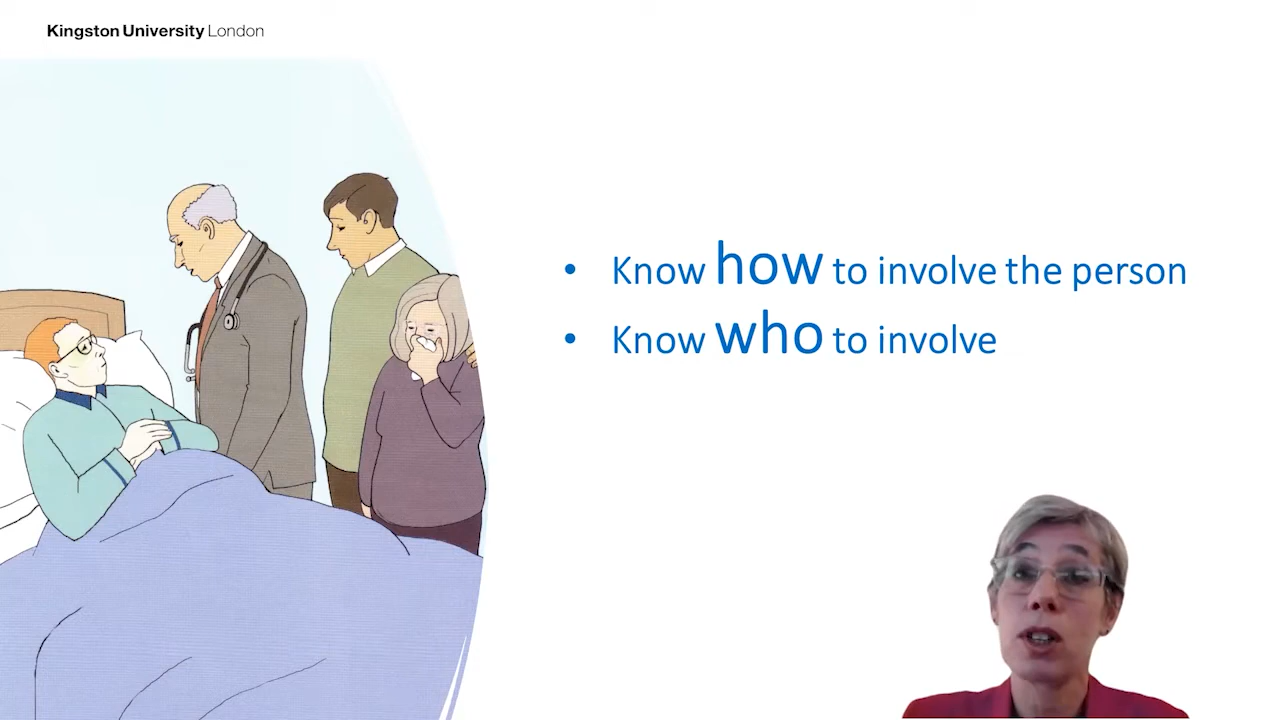 Kingston University London
• Know how to involve the person
• Know who to involve